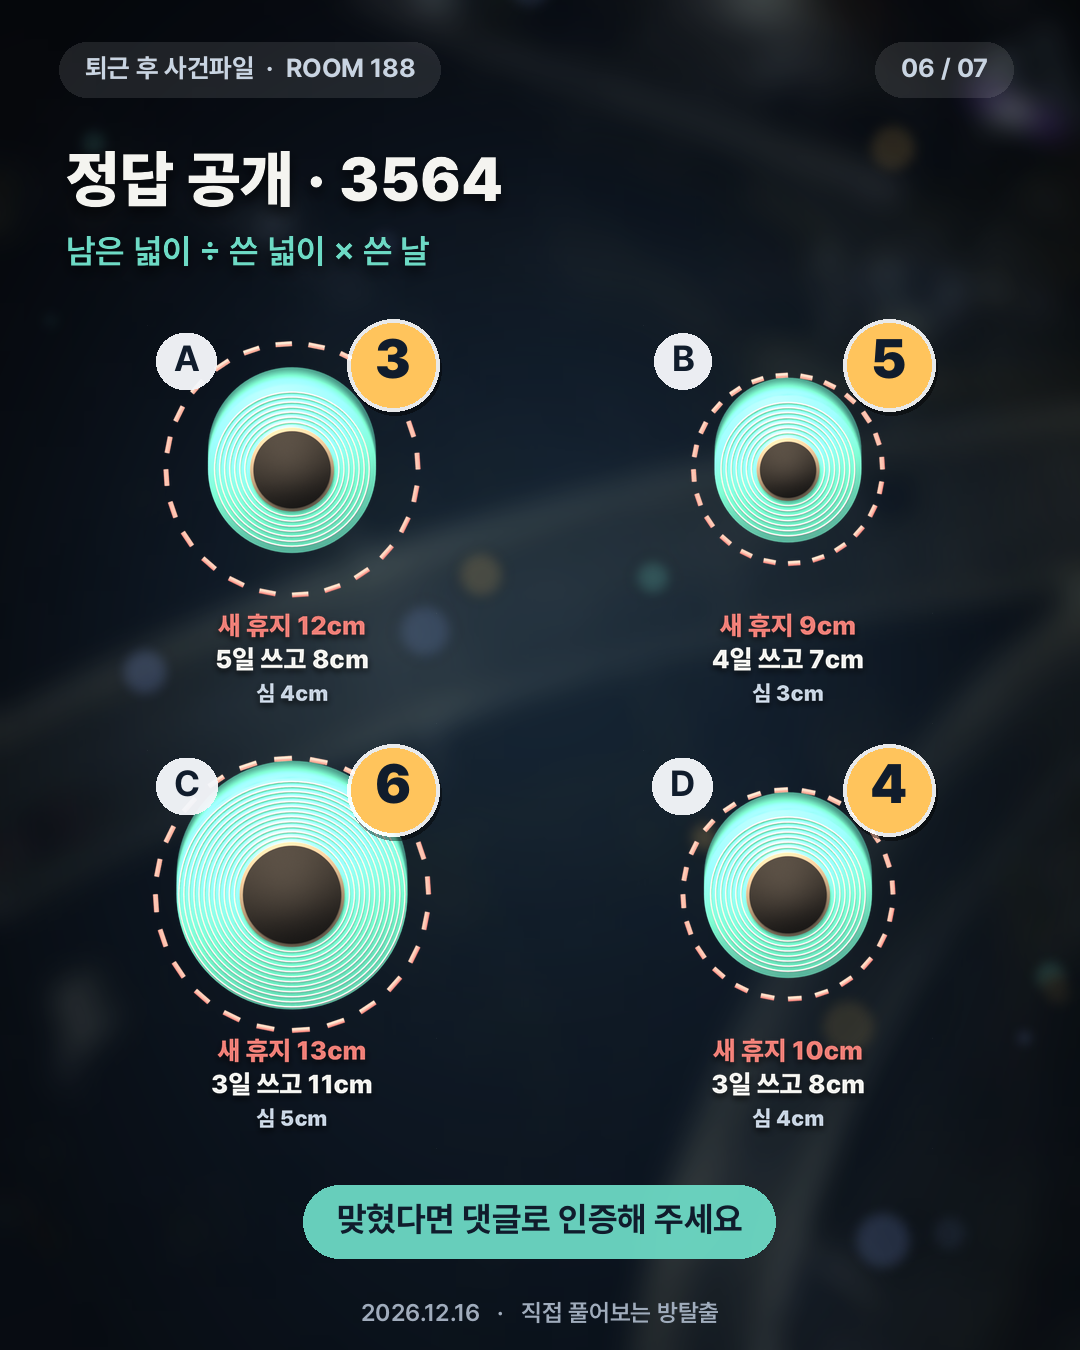 퇴근 후 사건파일 · ROOM 188
06 / 07
정답 공개 · 3564
남은 넓이 ÷ 쓴 넓이 × 쓴 날
A
3
B
5
새 휴지 12cm
5일 쓰고 8cm
심 4cm
새 휴지 9cm
4일 쓰고 7cm
심 3cm
C
6
D
4
새 휴지 13cm
3일 쓰고 11cm
심 5cm
새 휴지 10cm
3일 쓰고 8cm
심 4cm
맞혔다면 댓글로 인증해 주세요
2026.12.16 · 직접 풀어보는 방탈출